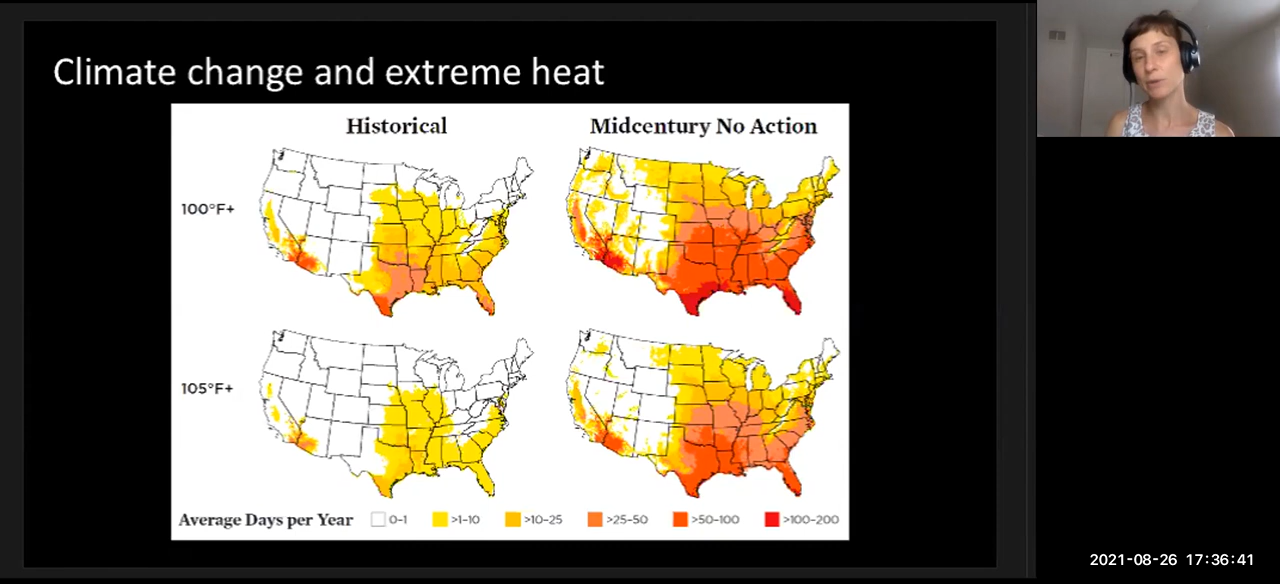 Climate change and extreme heat
Historical
Midcentury No Action
100°F+
105°F+
Average Days per Year 0-1 >1-10 >10-25 >25-50 >50-100 >100-200
2021-08-26 17:36:41